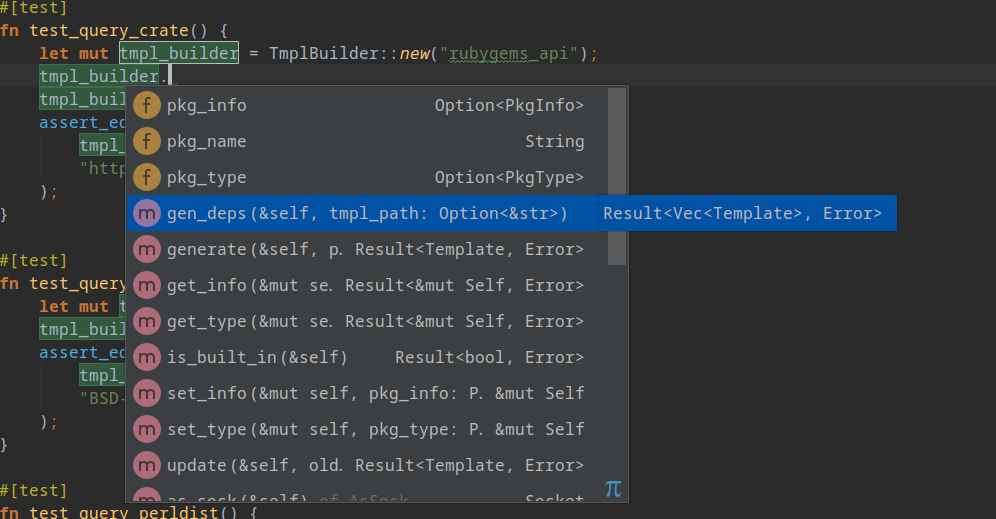 #[test]
fn test_query_crate() {
let mut tmpl_builder = TmplBuilder::new("rubygems_api");
tmpl_builder.
tmpl_buil
assert_eq
tmpl_
"http
);
}
#[test]
fn test_query
let mut t
tmpl_buil
assert_eq
tmpl_
"BSD-
);
}
#[test]
fn test_query_perldist() {
f pkg_info Option<PkgInfo>
f pkg_name String
f pkg_type Option<PkgType>
m gen_deps(&self, tmpl_path: Option<&str>) Result<Vec<Template>, Error>
m generate(&self, p. Result<Template, Error>
m get_info(&mut se. Result<&mut Self, Error>
m get_type(&mut se. Result<&mut Self, Error>
m is_built_in(&self) Result<bool, Error>
m set_info(&mut self, pkg_info: P. &mut Self
m set_type(&mut self, pkg_type: P. &mut Self
m update(&self, old. Result<Template, Error>
m as_sock(&self) of AsSock Socket
π